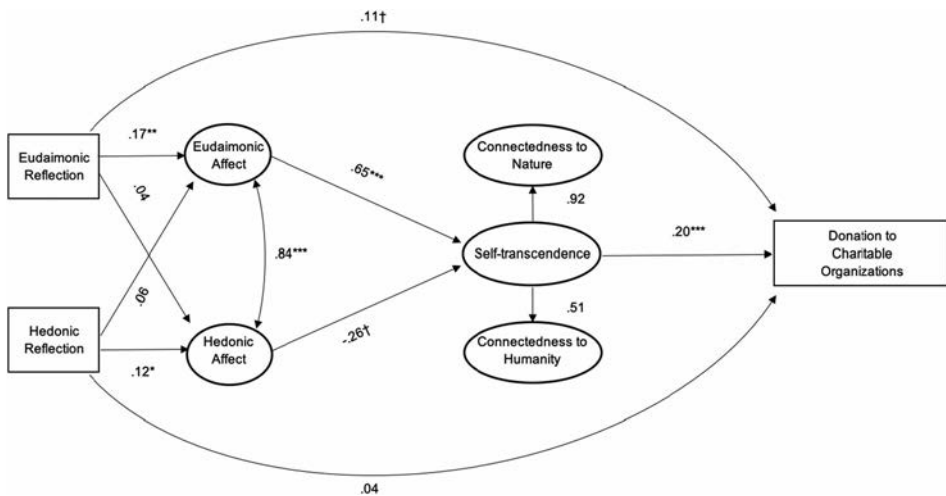 .11†
.17**
Eudaimonic
Affect
Connectedness to
Nature
Eudaimonic
Reflection
.04
.65***
.92
.84***
Self-transcendence
.20***
Donation to
Charitable
Organizations
.06
.51
Hedonic
Reflection
-.26†
Hedonic
Affect
Connectedness to
Humanity
.12*
.04